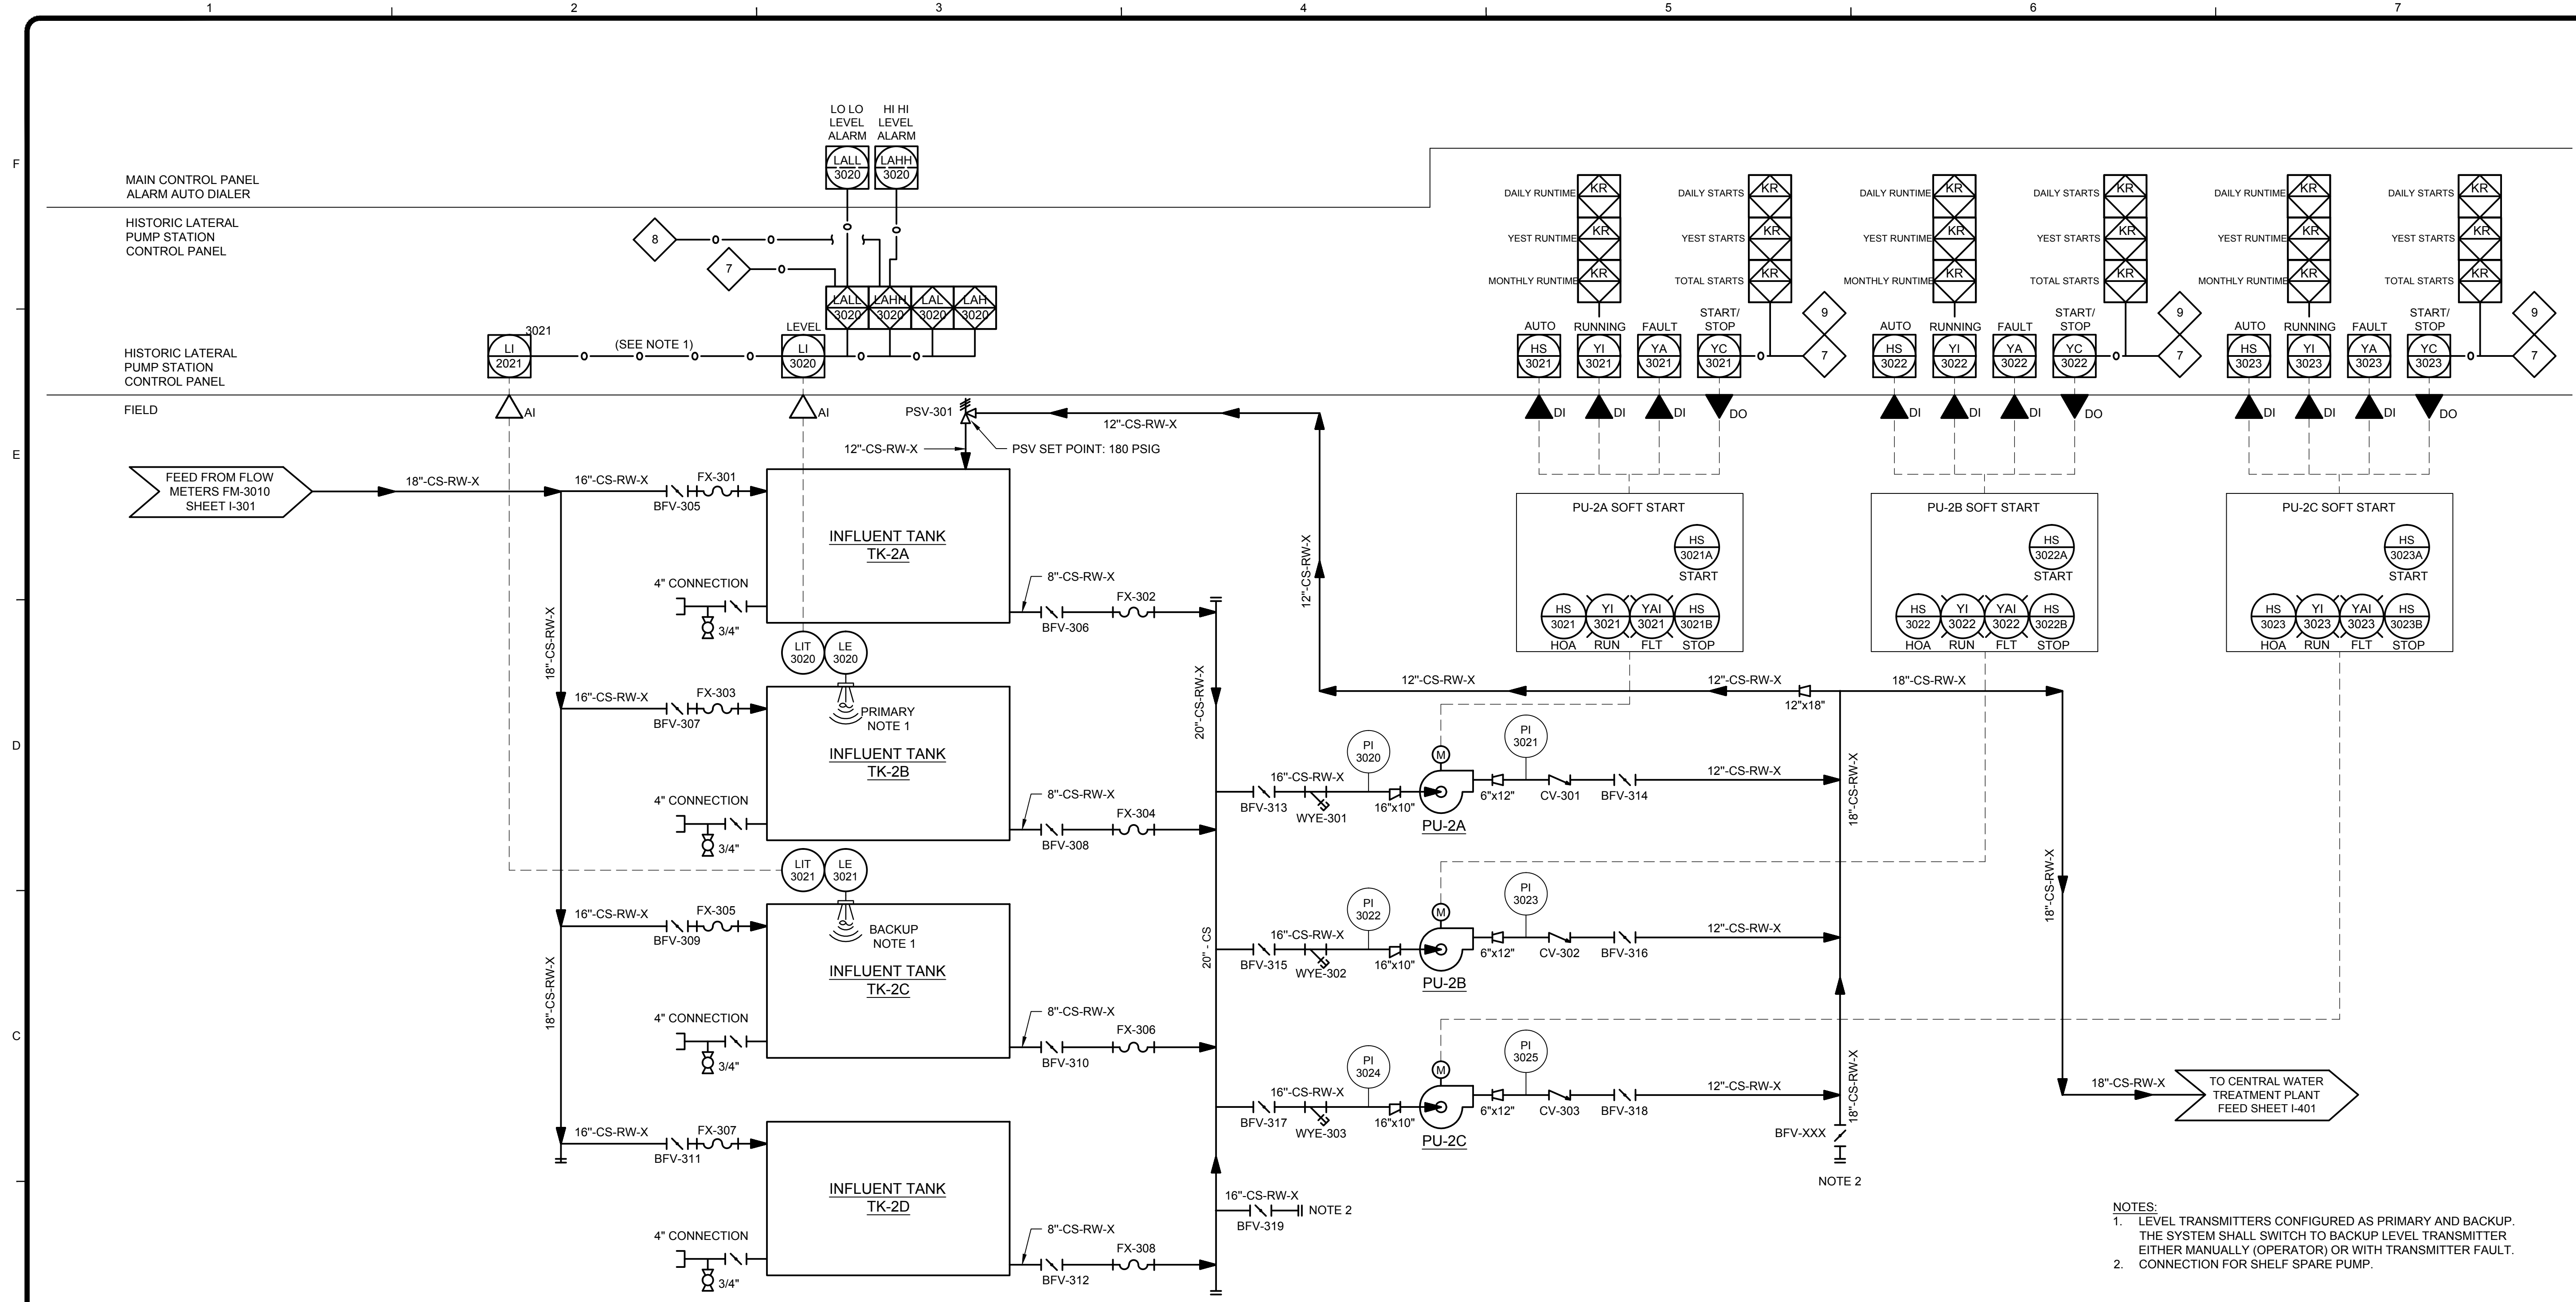 1 2 3 4 5 6 7
F
E
D
C
LO LO
LEVEL
ALARM
HI HI
LEVEL
ALARM
LALL
3020
LAHH
3020
MAIN CONTROL PANEL
ALARM AUTO DIALER
HISTORIC LATERAL
PUMP STATION
CONTROL PANEL
8
7
LALL
3020
LAHH
3020
LAL
3020
LAH
3020
HISTORIC LATERAL
PUMP STATION
CONTROL PANEL
3021
LI
2021
(SEE NOTE 1)
LEVEL
LI
3020
FIELD
AI
AI
DAILY RUNTIME
KR
YEST RUNTIME
KR
MONTHLY RUNTIME
KR
DAILY STARTS
KR
YEST STARTS
KR
TOTAL STARTS
KR
AUTO
HS
3021
RUNNING
YI
3021
FAULT
YA
3021
START/
STOP
YC
3021
9
7
DI
DI
DI
DO
DAILY RUNTIME
KR
YEST RUNTIME
KR
MONTHLY RUNTIME
KR
DAILY STARTS
KR
YEST STARTS
KR
TOTAL STARTS
KR
AUTO
HS
3022
RUNNING
YI
3022
FAULT
YA
3022
START/
STOP
YC
3022
9
7
DI
DI
DI
DO
DAILY RUNTIME
KR
YEST RUNTIME
KR
MONTHLY RUNTIME
KR
DAILY STARTS
KR
YEST STARTS
KR
TOTAL STARTS
KR
AUTO
HS
3023
RUNNING
YI
3023
FAULT
YA
3023
START/
STOP
YC
3023
9
7
DI
DI
DI
DO
PSV-301
12"-CS-RW-X
12"-CS-RW-X
PSV SET POINT: 180 PSIG
FEED FROM FLOW
METERS FM-3010
SHEET I-301
18"-CS-RW-X
16"-CS-RW-X
FX-301
BFV-305
INFLUENT TANK
TK-2A
4" CONNECTION
3/4"
8"-CS-RW-X
BFV-306
FX-302
18"-CS-RW-X
LIT
3020
LE
3020
16"-CS-RW-X
FX-303
BFV-307
PRIMARY
NOTE 1
INFLUENT TANK
TK-2B
4" CONNECTION
3/4"
8"-CS-RW-X
BFV-308
FX-304
LIT
3021
LE
3021
16"-CS-RW-X
FX-305
BFV-309
BACKUP
NOTE 1
INFLUENT TANK
TK-2C
4" CONNECTION
3/4"
8"-CS-RW-X
BFV-310
FX-306
18"-CS-RW-X
16"-CS-RW-X
FX-307
BFV-311
INFLUENT TANK
TK-2D
4" CONNECTION
3/4"
8"-CS-RW-X
BFV-312
FX-308
20"-CS-RW-X
20" - CS
12"-CS-RW-X
PU-2A SOFT START
HS
3021A
START
HS
3021
HOA
YI
3021
RUN
YAI
3021
FLT
HS
3021B
STOP
PU-2B SOFT START
HS
3022A
START
HS
3022
HOA
YI
3022
RUN
YAI
3022
FLT
HS
3022B
STOP
PU-2C SOFT START
HS
3023A
START
HS
3023
HOA
YI
3023
RUN
YAI
3023
FLT
HS
3023B
STOP
12"-CS-RW-X
12"-CS-RW-X
12"x18"
18"-CS-RW-X
16"-CS-RW-X
BFV-313
WYE-301
PI
3020
16"x10"
M
PU-2A
6"x12"
PI
3021
CV-301
BFV-314
12"-CS-RW-X
18"-CS-RW-X
16"-CS-RW-X
BFV-315
WYE-302
PI
3022
16"x10"
M
PU-2B
6"x12"
PI
3023
CV-302
BFV-316
12"-CS-RW-X
18"-CS-RW-X
16"-CS-RW-X
BFV-317
WYE-303
PI
3024
16"x10"
M
PU-2C
6"x12"
PI
3025
CV-303
BFV-318
12"-CS-RW-X
18"-CS-RW-X
BFV-XXX
NOTE 2
18"-CS-RW-X
TO CENTRAL WATER
TREATMENT PLANT
FEED SHEET I-401
16"-CS-RW-X
BFV-319
NOTE 2
NOTES:
1. LEVEL TRANSMITTERS CONFIGURED AS PRIMARY AND BACKUP.
THE SYSTEM SHALL SWITCH TO BACKUP LEVEL TRANSMITTER
EITHER MANUALLY (OPERATOR) OR WITH TRANSMITTER FAULT.
2. CONNECTION FOR SHELF SPARE PUMP.